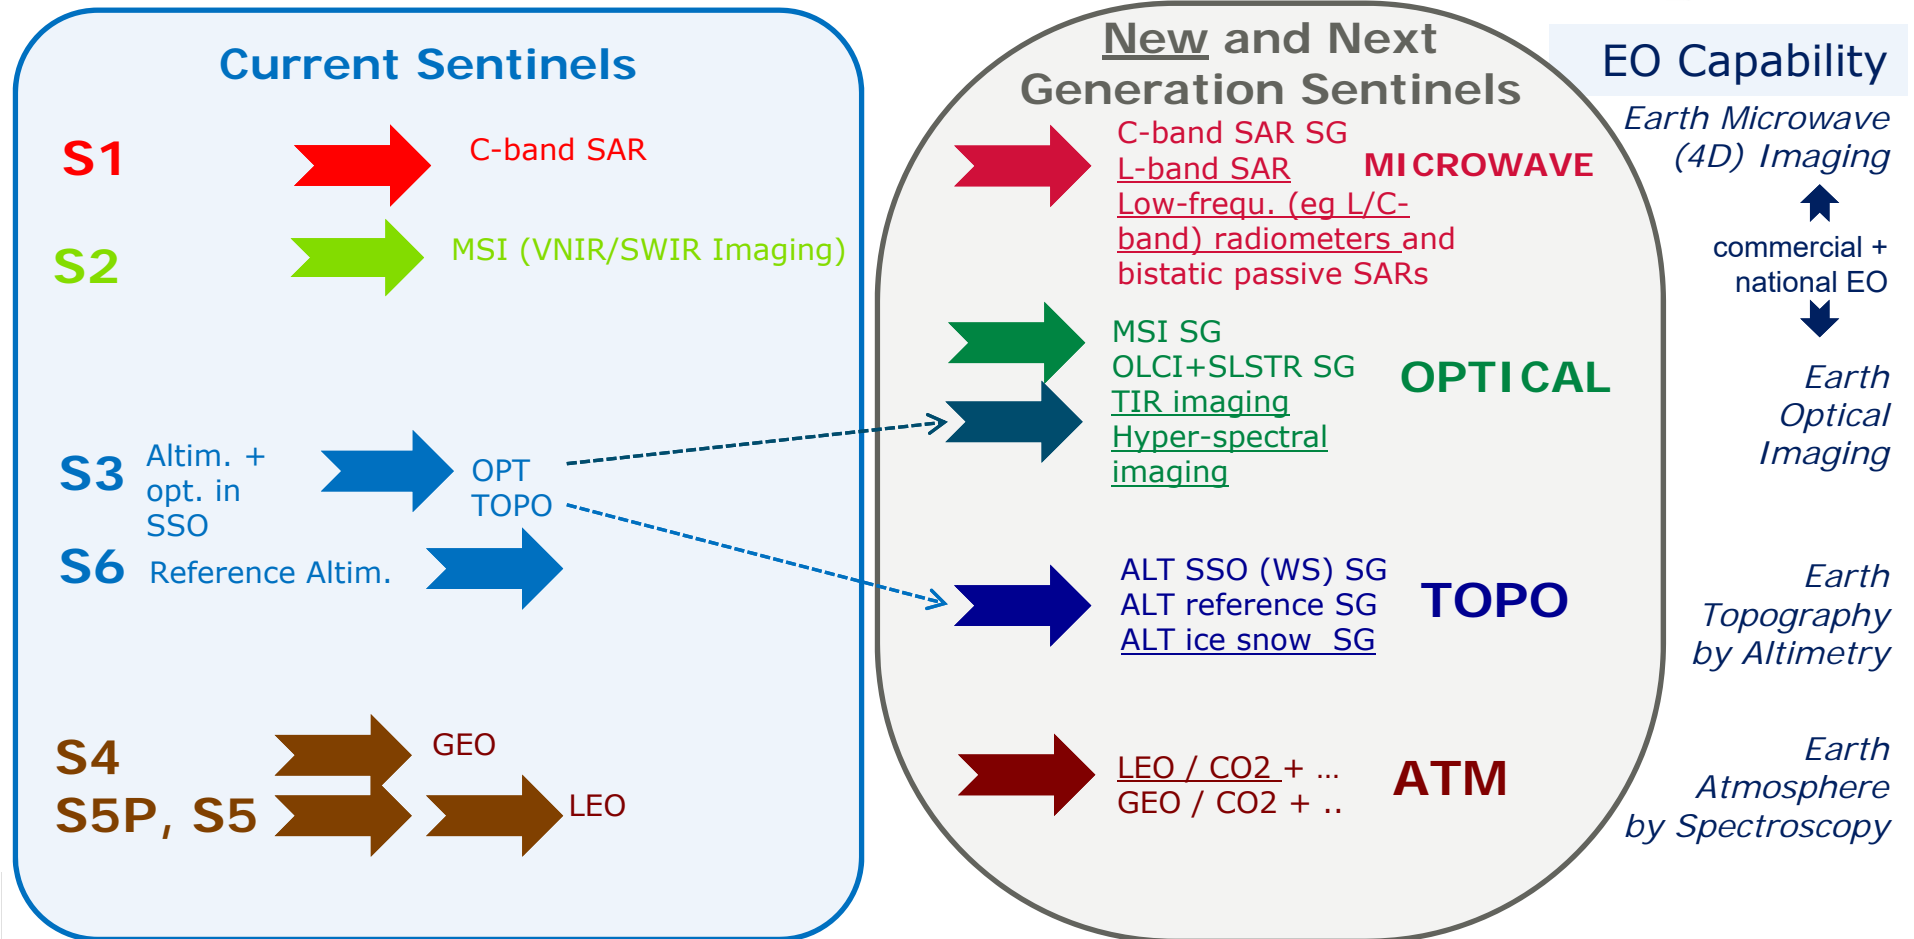 Current Sentinels
S1
C-band SAR
S2
MSI (VNIR/SWIR Imaging)
S3
Altim. +
opt. in
SSO
OPT
TOPO
S6
Reference Altim.
S4
GEO
S5P, S5
LEO
New and Next
Generation Sentinels
C-band SAR SG
L-band SAR
Low-frequ. (eg L/C-
band) radiometers and
bistatic passive SARs
MICROWAVE
MSI SG
OLCI+SLSTR SG
TIR imaging
Hyper-spectral
imaging
OPTICAL
ALT SSO (WS) SG
ALT reference SG
ALT ice snow  SG
TOPO
LEO / CO2 + ...
GEO / CO2 + ..
ATM
EO Capability
Earth Microwave
(4D) Imaging
commercial +
national EO
Earth
Optical
Imaging
Earth
Topography
by Altimetry
Earth
Atmosphere
by Spectroscopy